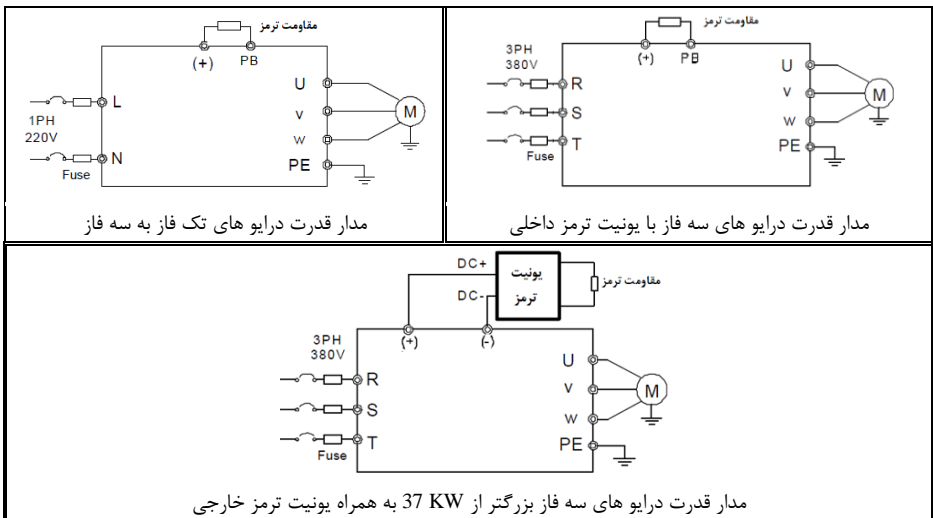 مقاومت ترمز
(+) PB
L
1PH
220V
N
Fuse
U
V
W
PE
M
مدار قدرت درایو های تک فاز به سه فاز
مقاومت ترمز
(+) PB
3PH
380V
R
S
T
Fuse
U
V
W
PE
M
مدار قدرت درایو های سه فاز با یونیت ترمز داخلی
DC+
DC-
یونیت
ترمز
مقاومت ترمز
(+) (-)
3PH
380V
R
S
T
Fuse
U
V
W
PE
M
مدار قدرت درایو های سه فاز بزرگتر از 37 KW به همراه یونیت ترمز خارجی